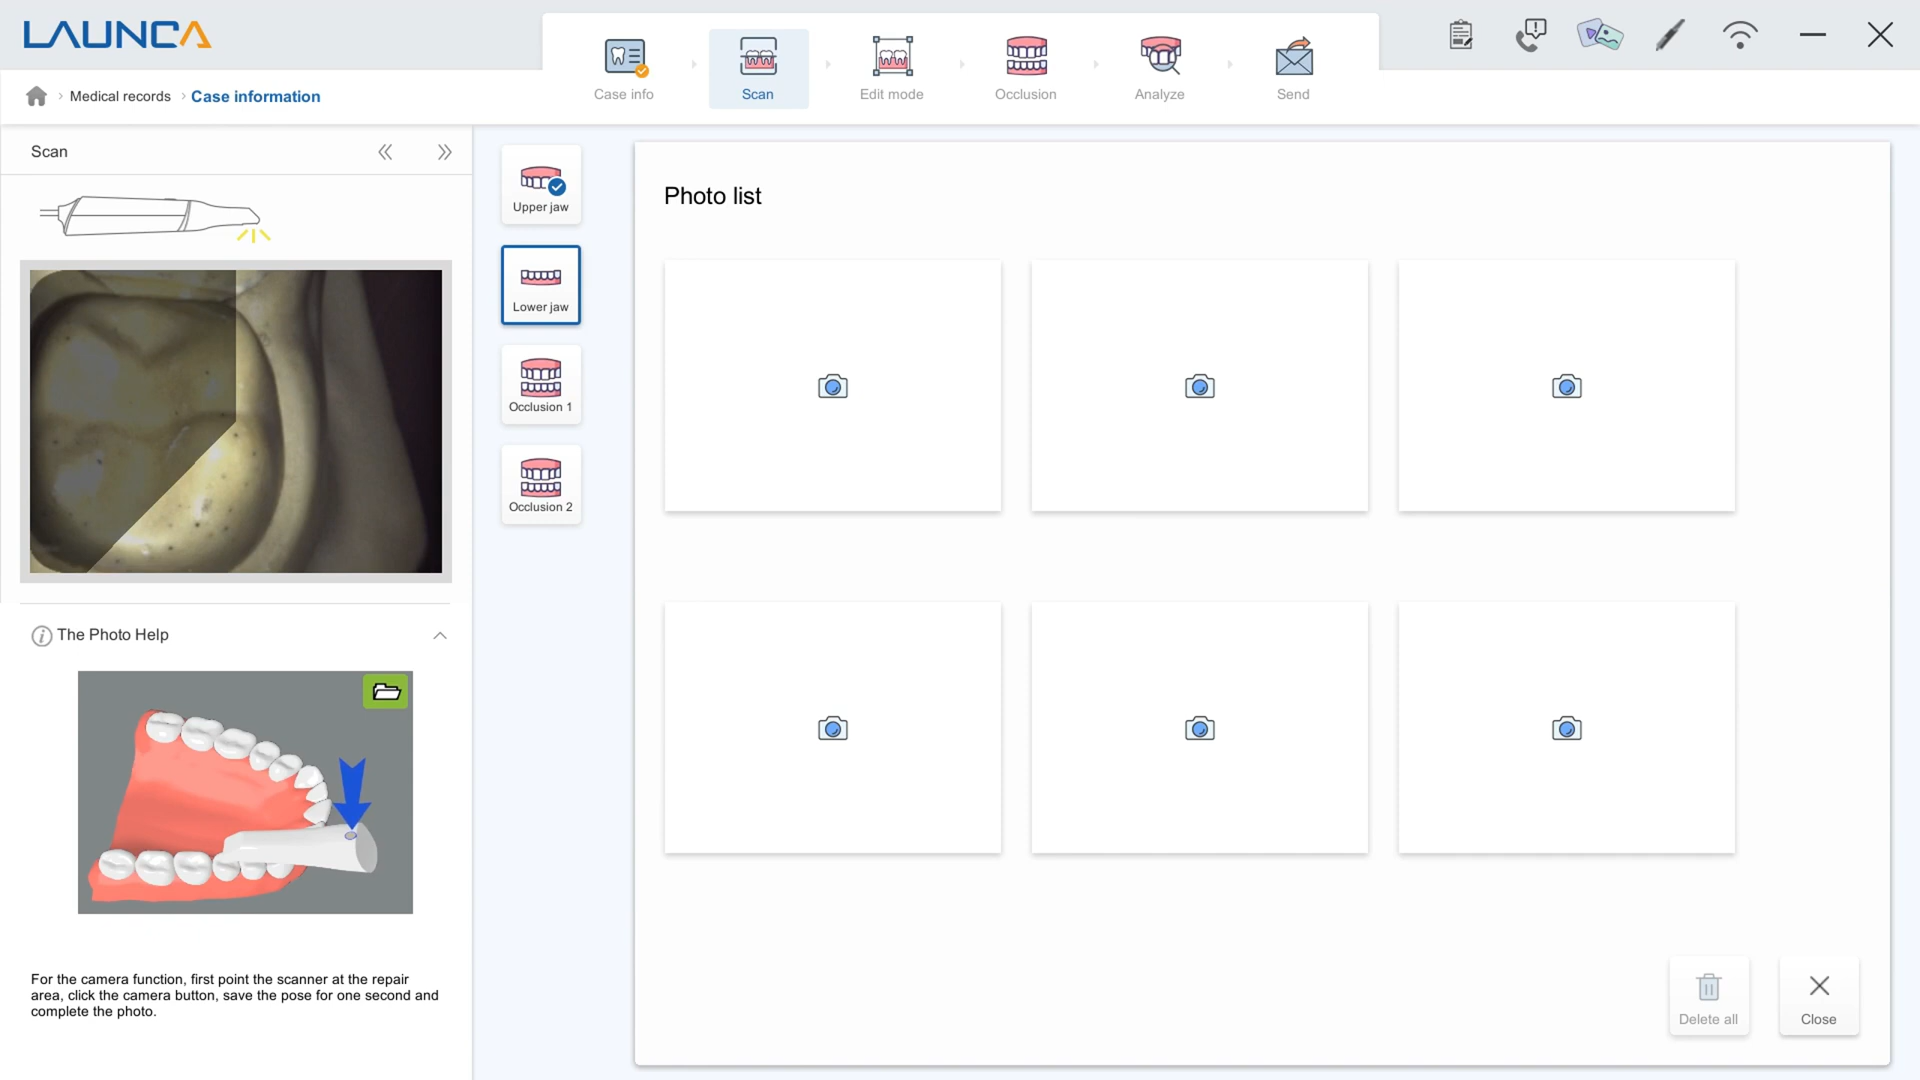 LAUNCA
Case info
Scan
Edit mode
Occlusion
Analyze
Send
Medical records
Case information
Scan
Upper jaw
Lower jaw
Occlusion 1
Occlusion 2
Photo list
The Photo Help
For the camera function, first point the scanner at the repair
area, click the camera button, save the pose for one second and
complete the photo.
Delete all
Close